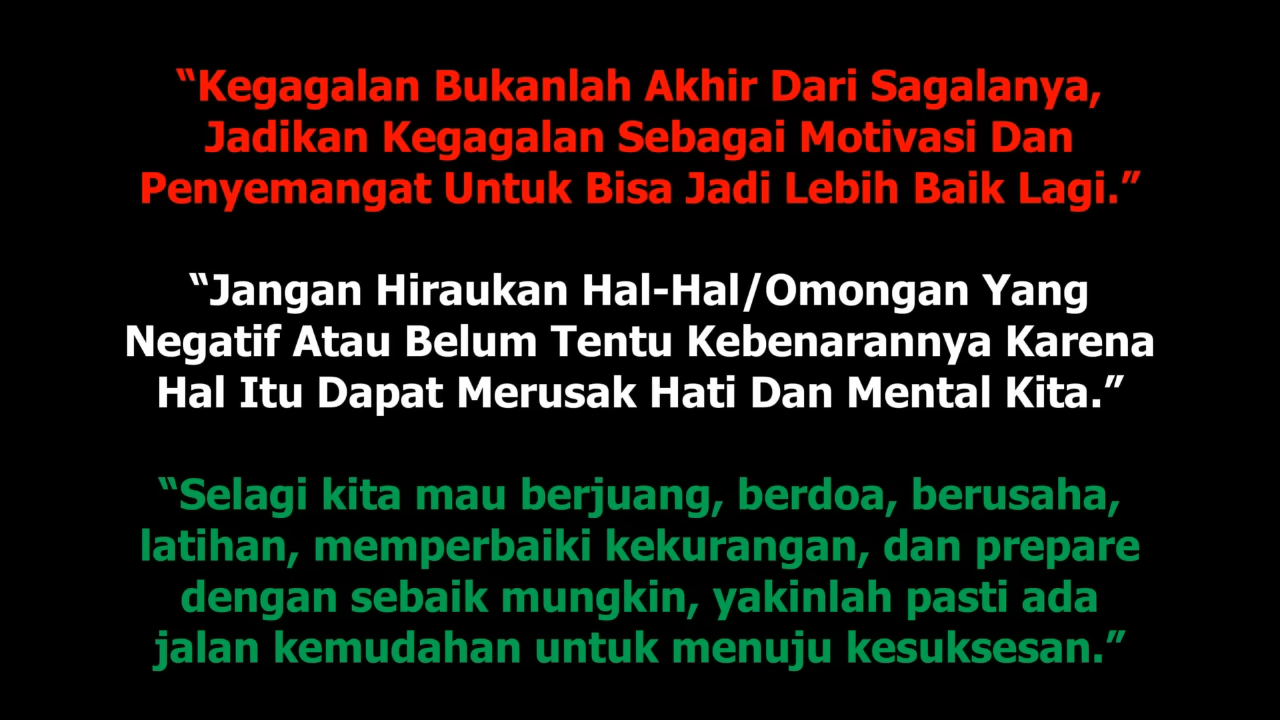 “Kegagalan Bukanlah Akhir Dari Sagalanya,
Jadikan Kegagalan Sebagai Motivasi Dan
Penyemangat Untuk Bisa Jadi Lebih Baik Lagi.”
“Jangan Hiraukan Hal-Hal/Omongan Yang
Negatif Atau Belum Tentu Kebenarannya Karena
Hal Itu Dapat Merusak Hati Dan Mental Kita.”
“Selagi kita mau berjuang, berdoa, berusaha,
latihan, memperbaiki kekurangan, dan prepare
dengan sebaik mungkin, yakinlah pasti ada
jalan kemudahan untuk menuju kesuksesan.”